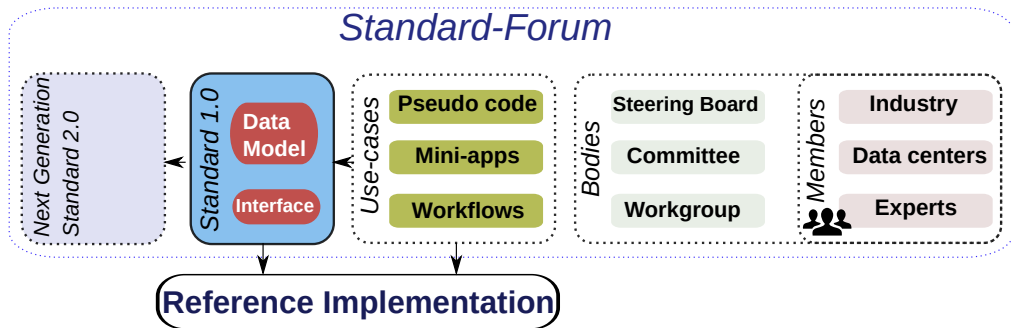 Standard-Forum
Next Generation
Standard 2.0
Standard 1.0
Data
Model
Interface
Use-cases
Pseudo code
Mini-apps
Workflows
Bodies
Steering Board
Committee
Workgroup
Members
Industry
Data centers
Experts
Reference Implementation